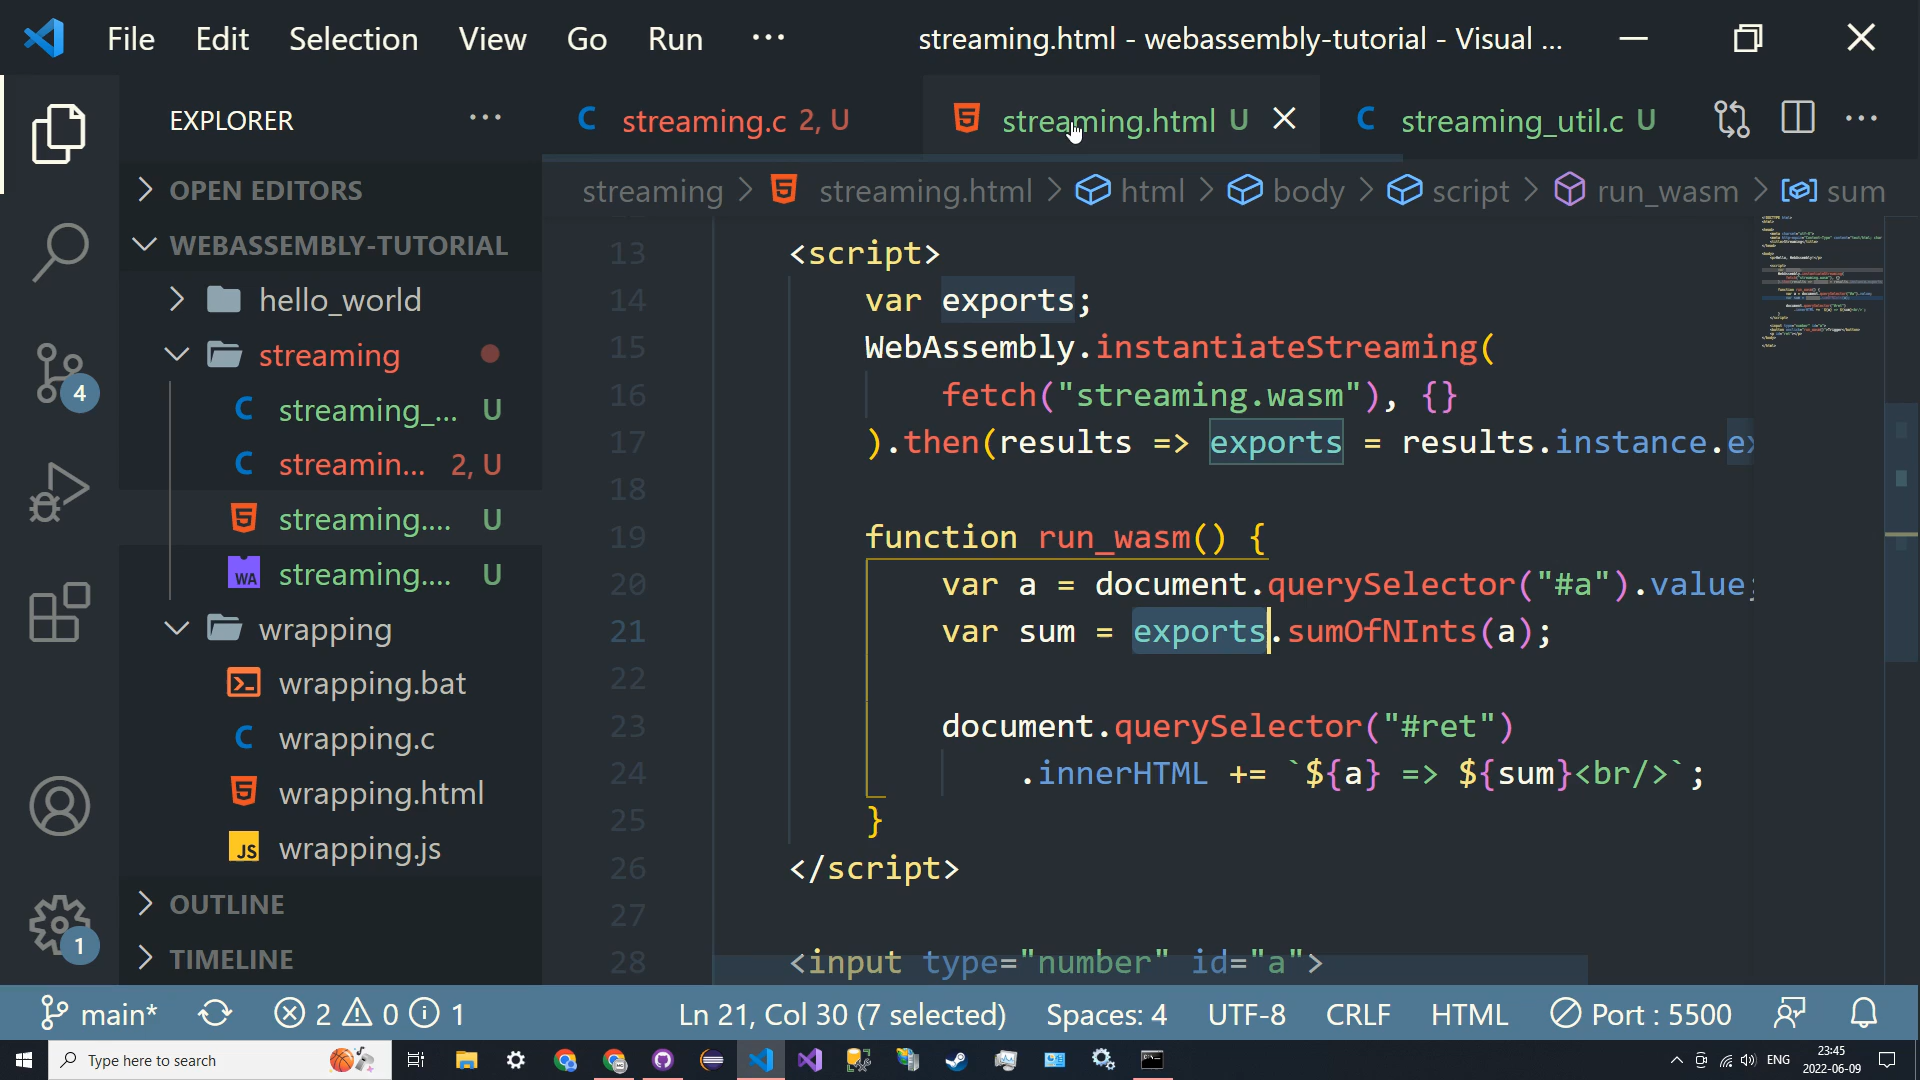 File Edit Selection View Go Run ···
streaming.html - webassembly-tutorial - Visual ...
EXPLORER ···
streaming.c 2, U
streaming.html U
streaming_util.c U
···
streaming > streaming.html > html > body > script > run_wasm > sum
OPEN EDITORS
WEBASSEMBLY-TUTORIAL
hello_world
streaming
streaming_... U
streamin... 2, U
streaming.... U
WA streaming.... U
wrapping
wrapping.bat
wrapping.c
wrapping.html
JS wrapping.js
OUTLINE
TIMELINE
4
1
13 <script>
14 var exports;
15 WebAssembly.instantiateStreaming(
16 fetch("streaming.wasm"), {}
17 ).then(results => exports = results.instance.ex
18
19 function run_wasm() {
20 var a = document.querySelector("#a").value;
21 var sum = exports.sumOfNInts(a);
22
23 document.querySelector("#ret")
24 .innerHTML += `${a} => ${sum}<br/>`;
25 }
26 </script>
27
28 <input type="number" id="a">
main* 2 0 1 Ln 21, Col 30 (7 selected) Spaces: 4 UTF-8 CRLF HTML Port : 5500
Type here to search
ENG
23:45
2022-06-09